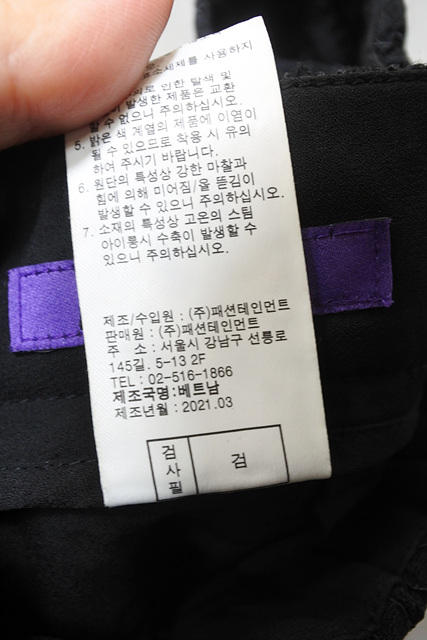 표소세제를 사용하지
로 인한 탈색 및
발생한 제품은 교환
할 수 없으니 주의하십시오.
5. 밝은 색 계열의 제품에 이염이
될 수 있으므로 착용 시 유의
하여 주시기 바랍니다.
6. 원단의 특성상 강한 마찰과
힘에 의해 미어짐/올 뜯김이
발생할 수 있으니 주의하십시오.
7. 소재의 특성상 고온의 스팀
아이롱시 수축이 발생할 수
있으니 주의하십시오.
제조/수입원 : (주)패션테인먼트
판매원 : (주)패션테인먼트
주 소 : 서울시 강남구 선릉로
145길. 5-13 2F
TEL : 02-516-1866
제조국명:베트남
제조년월 : 2021.03
검사필
검